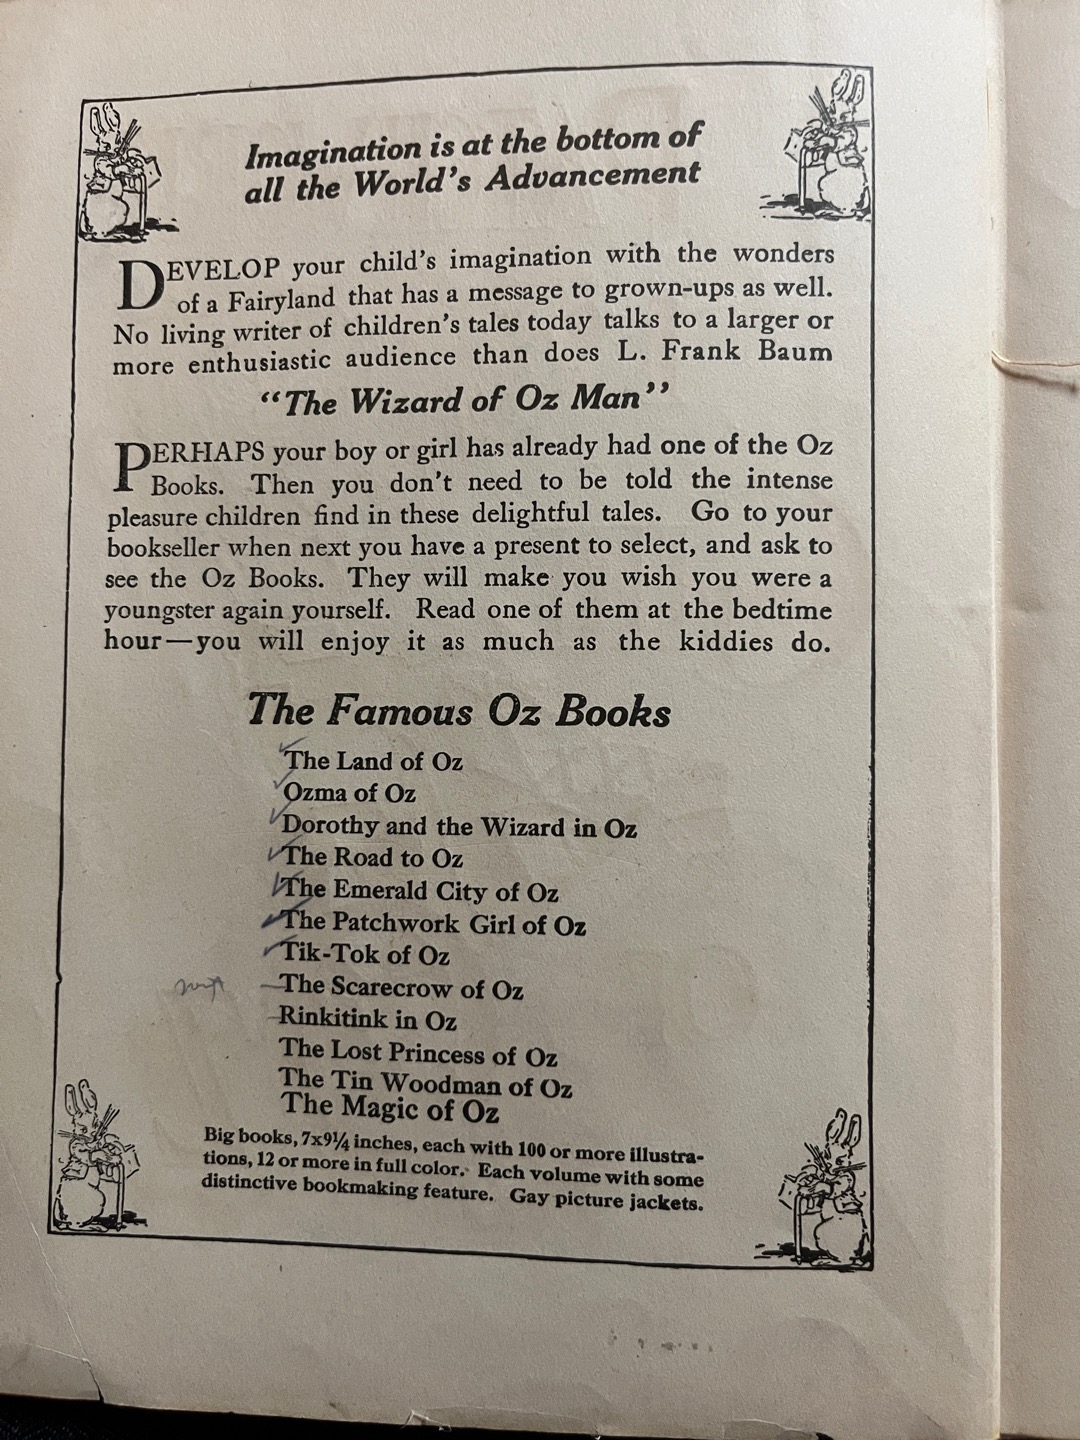 Imagination is at the bottom of
all the World's Advancement
DEVELOP your child's imagination with the wonders
of a Fairyland that has a message to grown-ups as well.
No living writer of children's tales today talks to a larger or
more enthusiastic audience than does L. Frank Baum
"The Wizard of Oz Man"
PERHAPS your boy or girl has already had one of the Oz
Books. Then you don't need to be told the intense
pleasure children find in these delightful tales. Go to your
bookseller when next you have a present to select, and ask to
see the Oz Books. They will make you wish you were a
youngster again yourself. Read one of them at the bedtime
hour—you will enjoy it as much as the kiddies do.
The Famous Oz Books
The Land of Oz
Ozma of Oz
Dorothy and the Wizard in Oz
The Road to Oz
The Emerald City of Oz
The Patchwork Girl of Oz
Tik-Tok of Oz
The Scarecrow of Oz
Rinkitink in Oz
The Lost Princess of Oz
The Tin Woodman of Oz
The Magic of Oz
Big books, 7x9¼ inches, each with 100 or more illustra-
tions, 12 or more in full color. Each volume with some
distinctive bookmaking feature. Gay picture jackets.